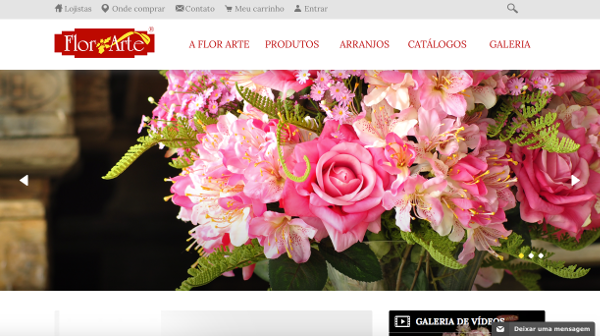 Lojistas Onde comprar Contato Meu carrinho Entrar
Flor Arte ®
A FLOR ARTE PRODUTOS ARRANJOS CATÁLOGOS GALERIA
GALERIA DE VÍDEOS
Deixar uma mensagem